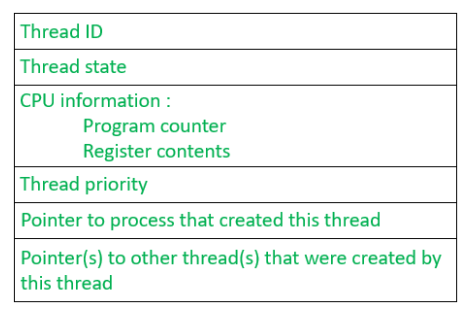 Thread ID
Thread state
CPU information :
Program counter
Register contents
Thread priority
Pointer to process that created this thread
Pointer(s) to other thread(s) that were created by
this thread